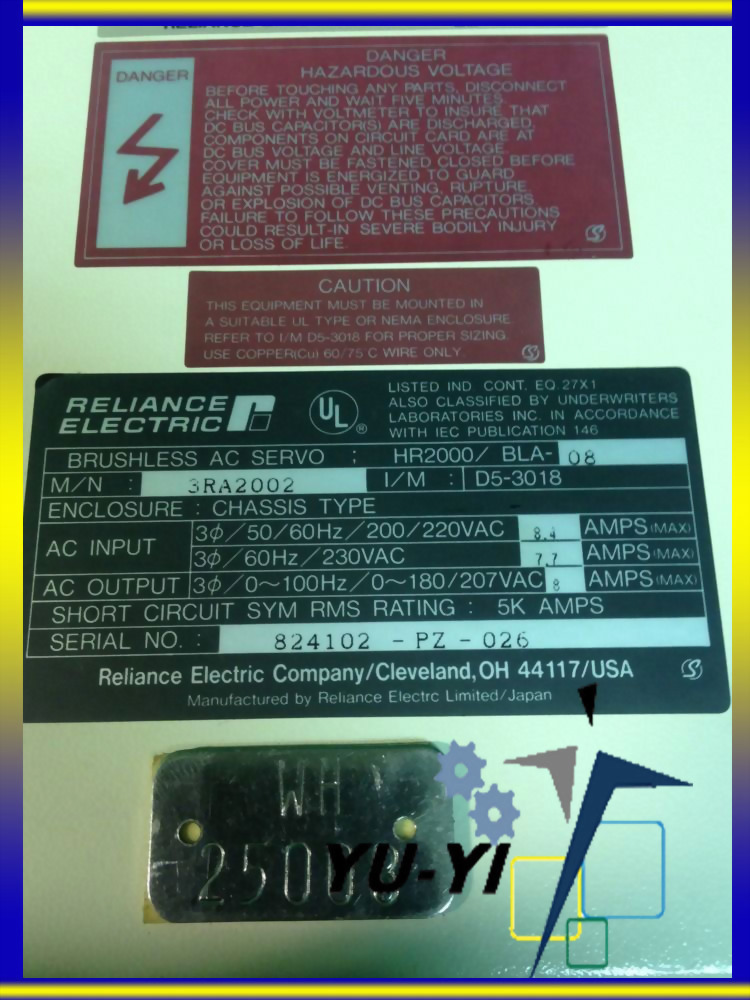 DANGER
DANGER
HAZARDOUS VOLTAGE
BEFORE TOUCHING ANY PARTS, DISCONNECT
ALL POWER AND WAIT FIVE MINUTES.
CHECK WITH VOLTMETER TO INSURE THAT
DC BUS CAPACITOR(S) ARE DISCHARGED.
COMPONENTS ON CIRCUIT CARD ARE AT
DC BUS VOLTAGE AND LINE VOLTAGE.
COVER MUST BE FASTENED CLOSED BEFORE
EQUIPMENT IS ENERGIZED TO GUARD
AGAINST POSSIBLE VENTING, RUPTURE
OR EXPLOSION OF DC BUS CAPACITORS.
FAILURE TO FOLLOW THESE PRECAUTIONS
COULD RESULT-IN SEVERE BODILY INJURY
OR LOSS OF LIFE.
CAUTION
THIS EQUIPMENT MUST BE MOUNTED IN
A SUITABLE UL TYPE OR NEMA ENCLOSURE.
REFER TO I/M D5-3018 FOR PROPER SIZING.
USE COPPER(Cu) 60/75 C WIRE ONLY.
RELIANCE
ELECTRIC
UL ®
LISTED IND. CONT. EQ.27X1
ALSO CLASSIFIED BY UNDERWRITERS
LABORATORIES INC. IN ACCORDANCE
WITH IEC PUBLICATION 146
BRUSHLESS AC SERVO ; HR2000/ BLA- 08
M/N : 3RA2002 I/M : D5-3018
ENCLOSURE : CHASSIS TYPE
AC INPUT
3φ/50/60Hz/200/220VAC 8.4 AMPS(MAX)
3φ/60Hz/230VAC 7.7 AMPS(MAX)
AC OUTPUT 3φ/0~100Hz/0~180/207VAC 8 AMPS(MAX)
SHORT CIRCUIT SYM RMS RATING : 5K AMPS
SERIAL NO. : 824102 - PZ - 026
Reliance Electric Company/Cleveland, OH 44117/USA
Manufactured by Reliance Electrc Limited/Japan
WH
YU-YI